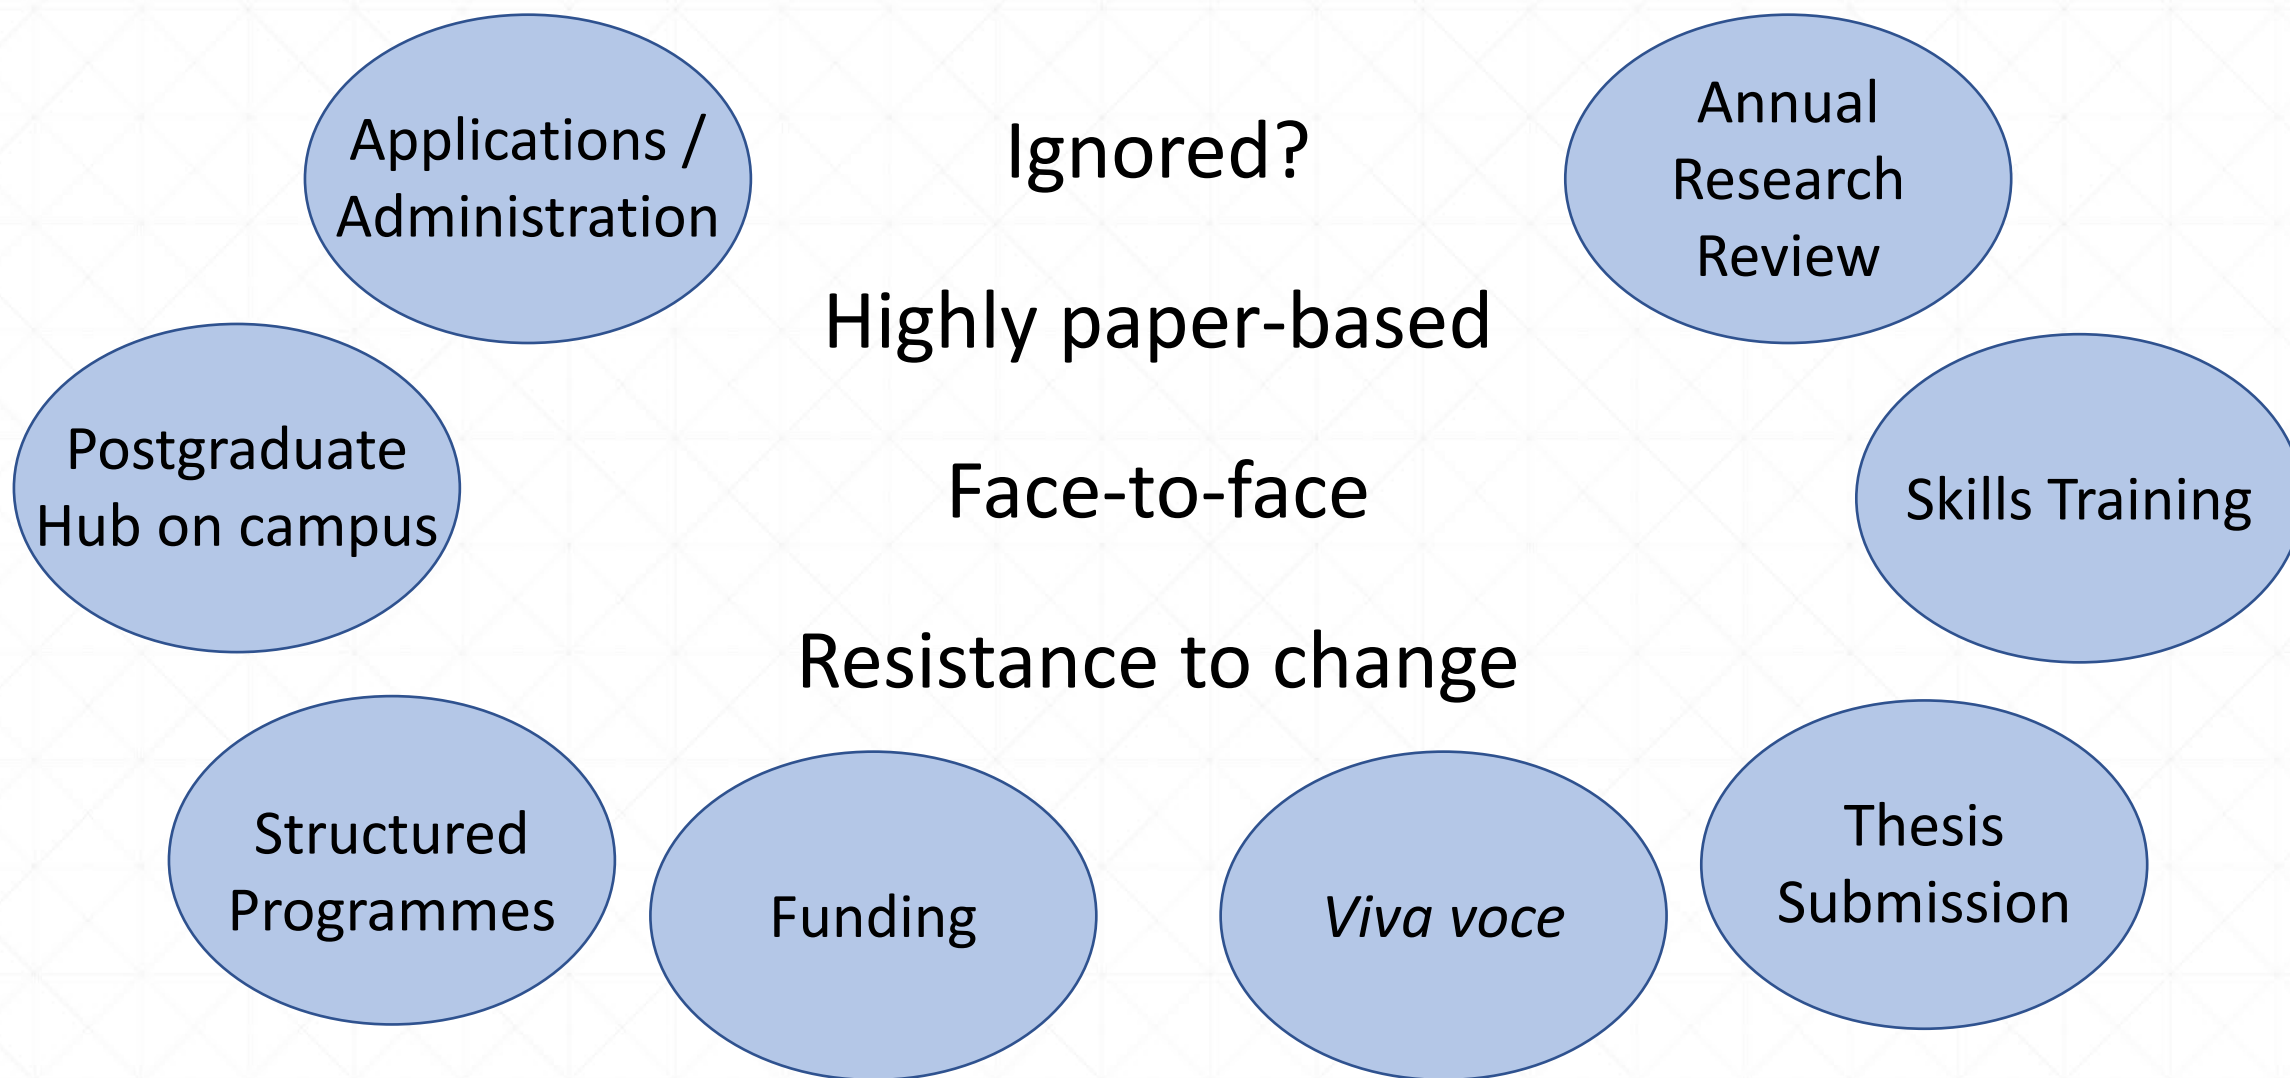 Applications /
Administration
Ignored?
Annual
Research
Review
Highly paper-based
Postgraduate
Hub on campus
Face-to-face
Skills Training
Resistance to change
Structured
Programmes
Funding
Viva voce
Thesis
Submission